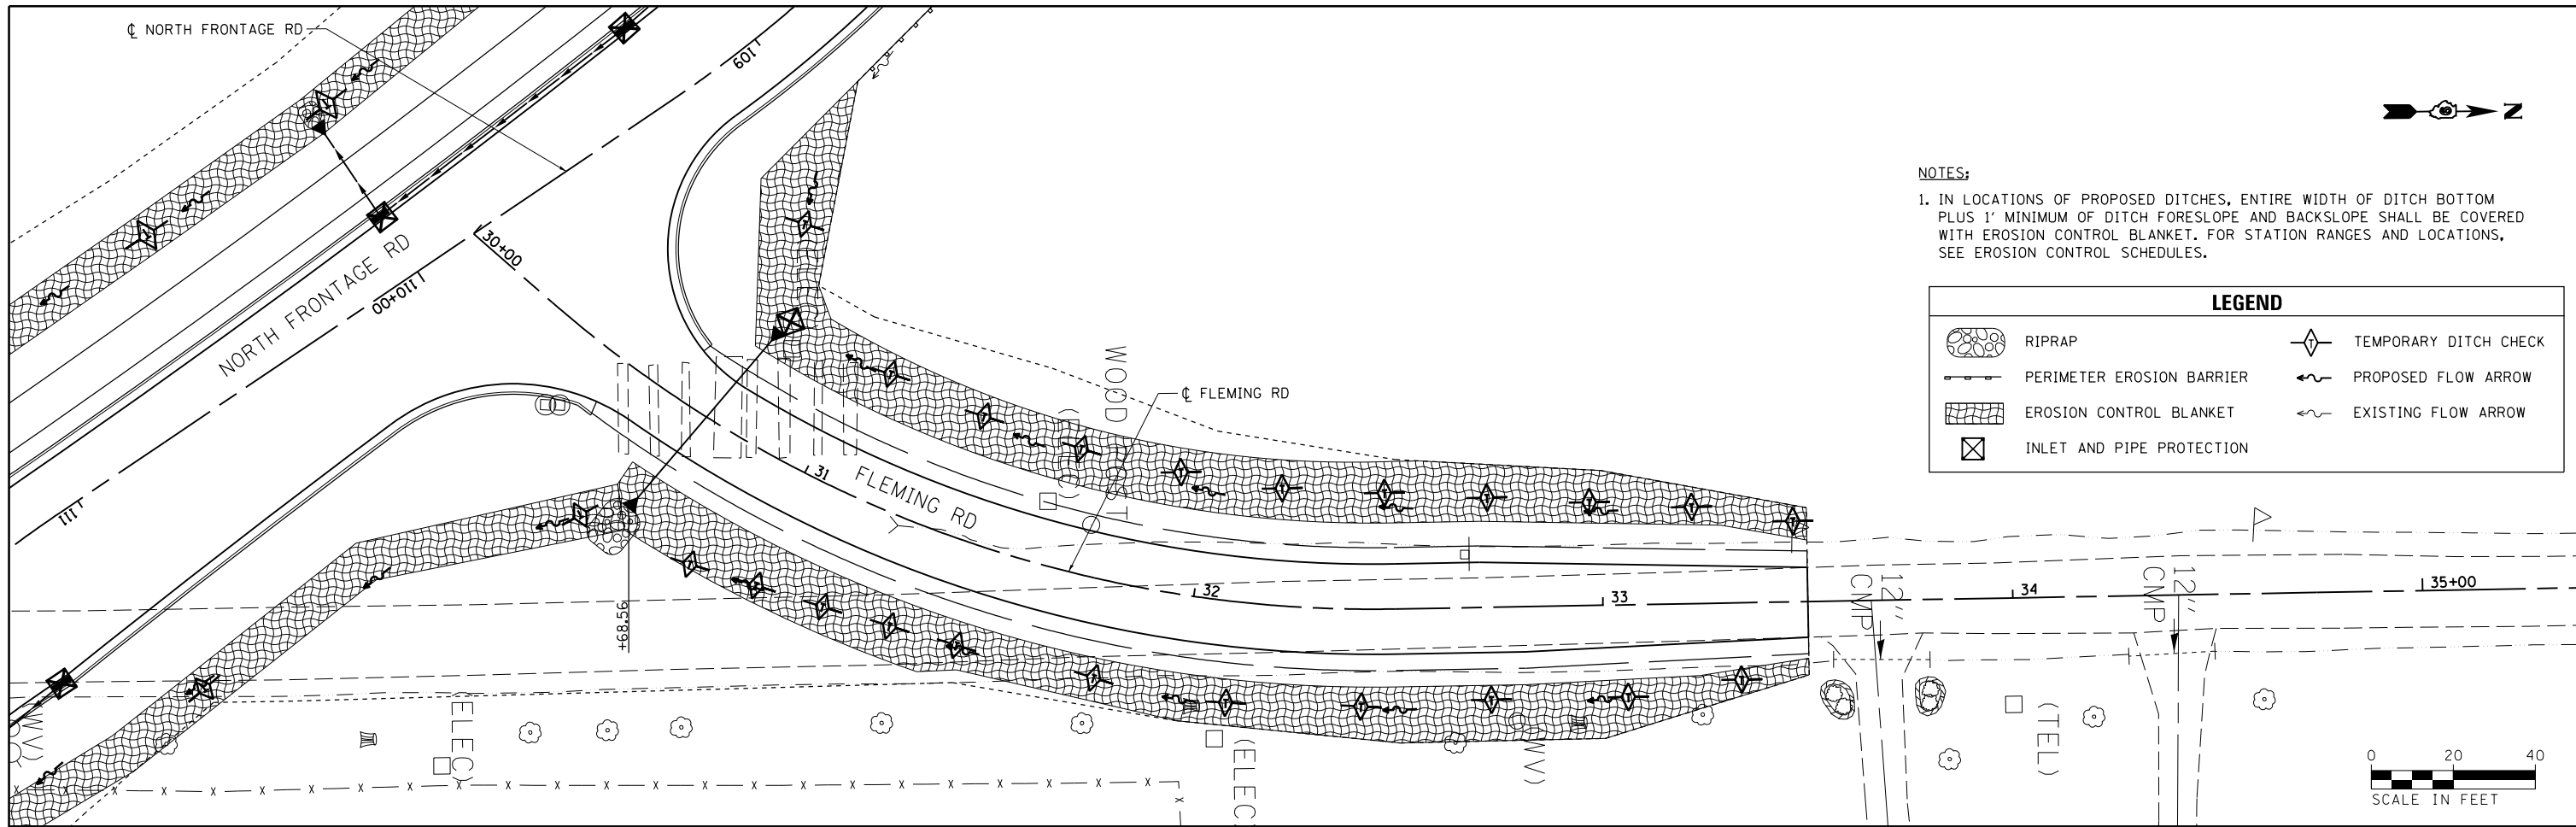 ℄ NORTH FRONTAGE RD
109
N
NOTES:
1. IN LOCATIONS OF PROPOSED DITCHES, ENTIRE WIDTH OF DITCH BOTTOM
PLUS 1' MINIMUM OF DITCH FORESLOPE AND BACKSLOPE SHALL BE COVERED
WITH EROSION CONTROL BLANKET. FOR STATION RANGES AND LOCATIONS,
SEE EROSION CONTROL SCHEDULES.
30+00
110+00
NORTH FRONTAGE RD
LEGEND
RIPRAP
TEMPORARY DITCH CHECK
PERIMETER EROSION BARRIER
PROPOSED FLOW ARROW
EROSION CONTROL BLANKET
EXISTING FLOW ARROW
INLET AND PIPE PROTECTION
WOOD
℄ FLEMING RD
31
FLEMING RD
111
32
33
34
35+00
12"
CMP
12"
CMP
+68.56
(ELEC)
(ELEC
WV)
WV)
(TEL)
0 20 40
SCALE IN FEET